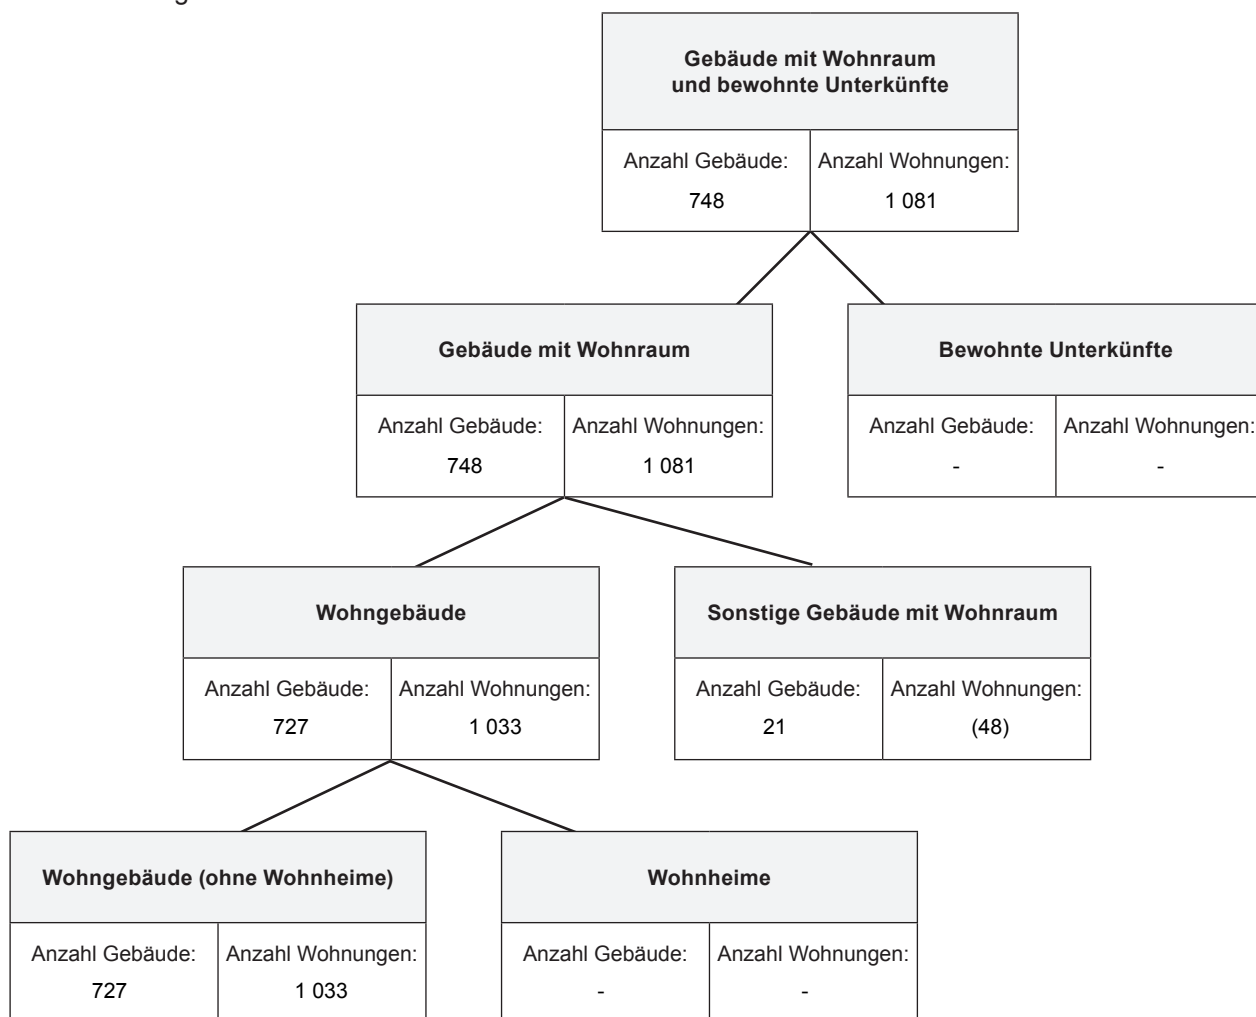 Gebäude mit Wohnraum
und bewohnte Unterkünfte
Anzahl Gebäude: Anzahl Wohnungen:
748 1 081
Gebäude mit Wohnraum Bewohnte Unterkünfte
Anzahl Gebäude: Anzahl Wohnungen: Anzahl Gebäude: Anzahl Wohnungen:
748 1 081 - -
Wohngebäude Sonstige Gebäude mit Wohnraum
Anzahl Gebäude: Anzahl Wohnungen: Anzahl Gebäude: Anzahl Wohnungen:
727 1 033 21 (48)
Wohngebäude (ohne Wohnheime) Wohnheime
Anzahl Gebäude: Anzahl Wohnungen: Anzahl Gebäude: Anzahl Wohnungen:
727 1 033 - -